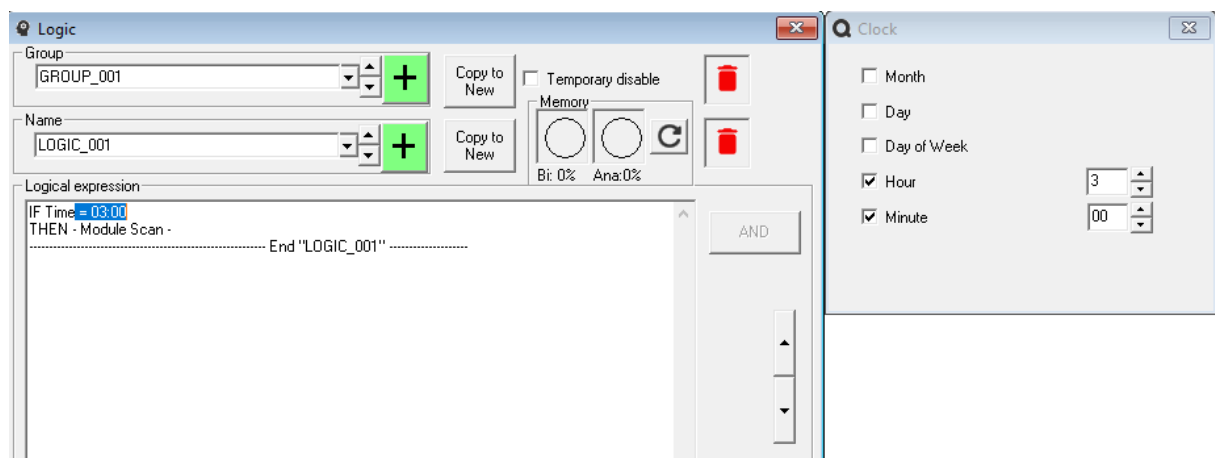 Logic
Group
GROUP_001
Copy to
New
Temporary disable
Memory
Bi: 0% Ana:0%
Name
LOGIC_001
Copy to
New
Logical expression
IF Time = 03:00
THEN - Module Scan -
---------------------------------------------------------- End "LOGIC_001" -------------------
AND
Clock
Month
Day
Day of Week
Hour 3
Minute 00